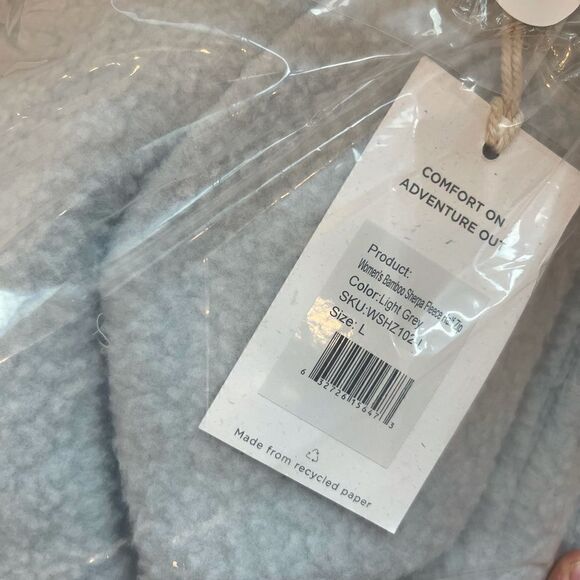 COMFORT ON
ADVENTURE OUT
Product:
Women's Bamboo Sherpa Fleece
Color:Light Grey
Size: L
Made from recycled paper